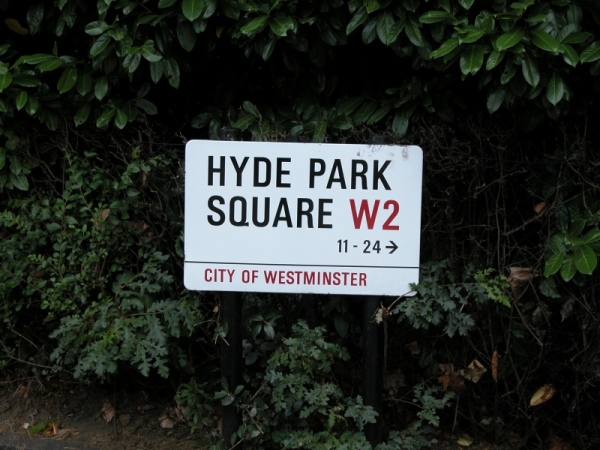 HYDE PARK
SQUARE W2
11 - 24 →
CITY OF WESTMINSTER